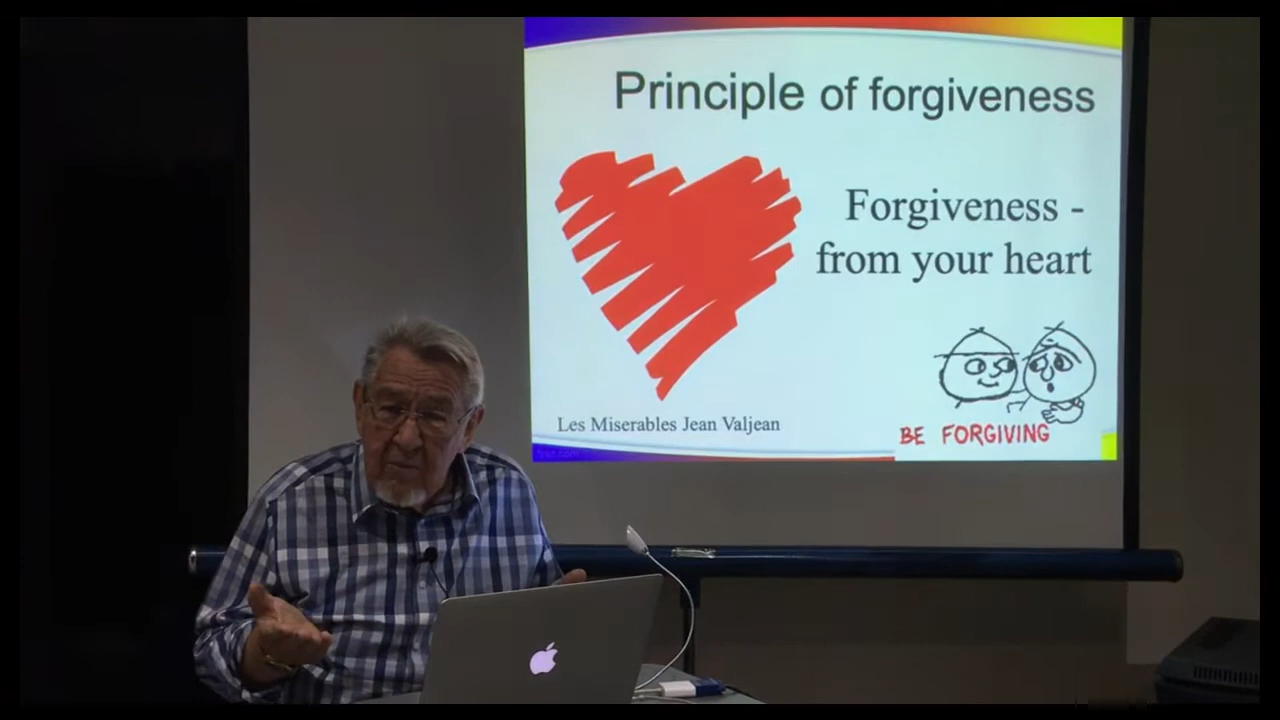 Principle of forgiveness
Forgiveness -
from your heart
Les Miserables Jean Valjean
BE FORGIVING